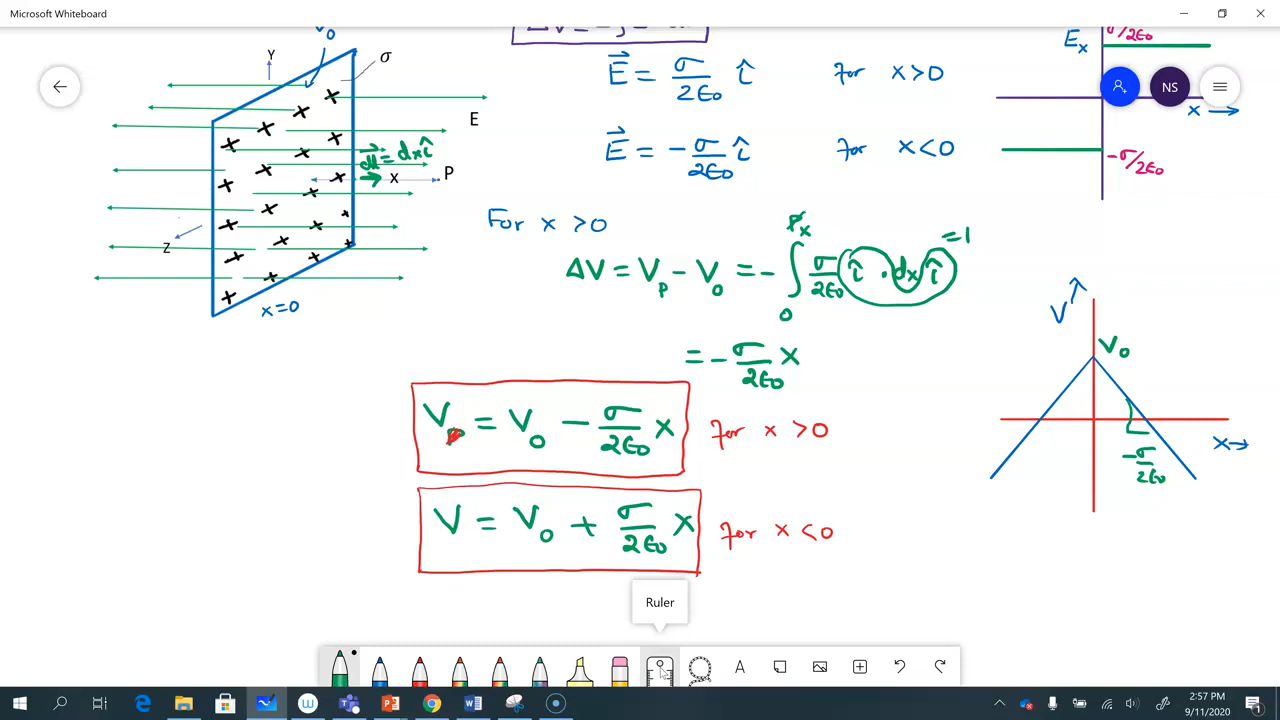 Microsoft Whiteboard
V₀
Y
σ
E
dl = dx î
X
P
Z
x=0
E⃗ = σ/2ε₀ î for x>0
E⃗ = -σ/2ε₀ î for x<0
Eₓ
σ/2ε₀
NS
x →
-σ/2ε₀
For x >0
ΔV = V_p - V₀ = - ∫₀ˣ σ/2ε₀ î · dx î =1
= - σ/2ε₀ x
V = V₀ - σ/2ε₀ x for x >0
V = V₀ + σ/2ε₀ x for x <0
V
V₀
x→
-σ/2ε₀
Ruler
A
2:57 PM
9/11/2020
1